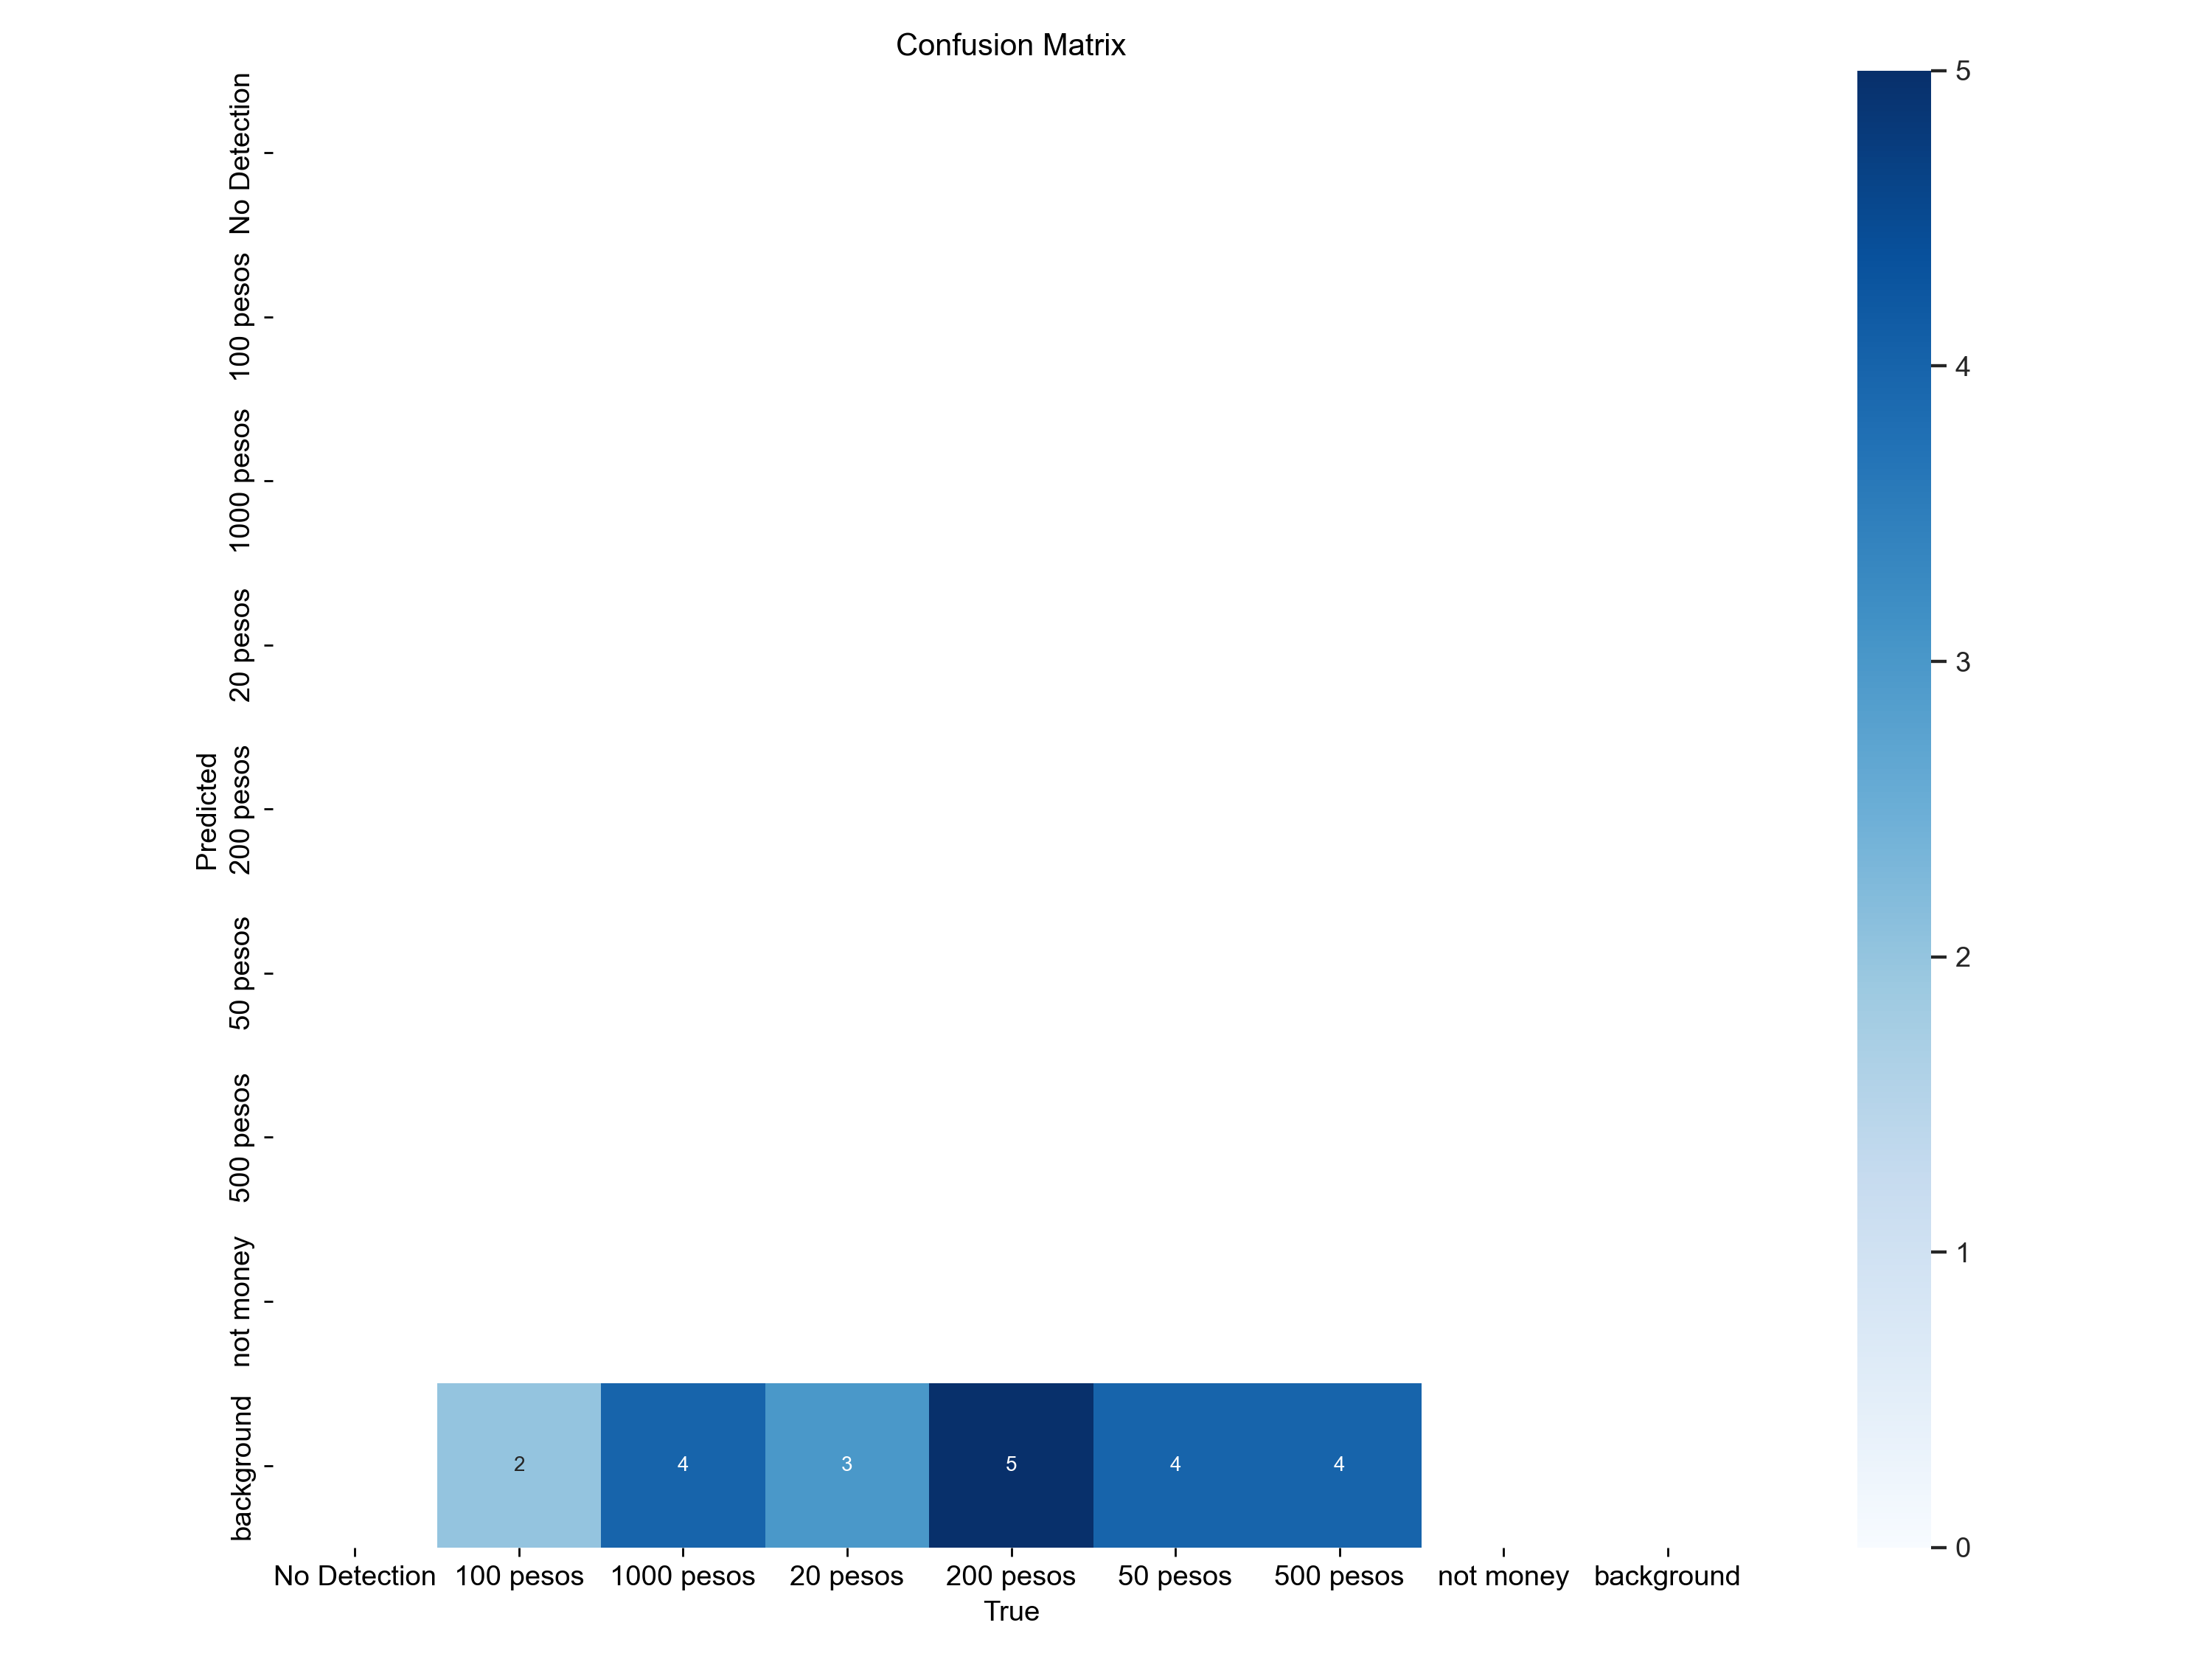 Confusion Matrix
No Detection
100 pesos
1000 pesos
20 pesos
200 pesos
50 pesos
500 pesos
not money
background
Predicted
2 4 3 5 4 4
No Detection 100 pesos 1000 pesos 20 pesos 200 pesos 50 pesos 500 pesos not money background
True
5
4
3
2
1
0